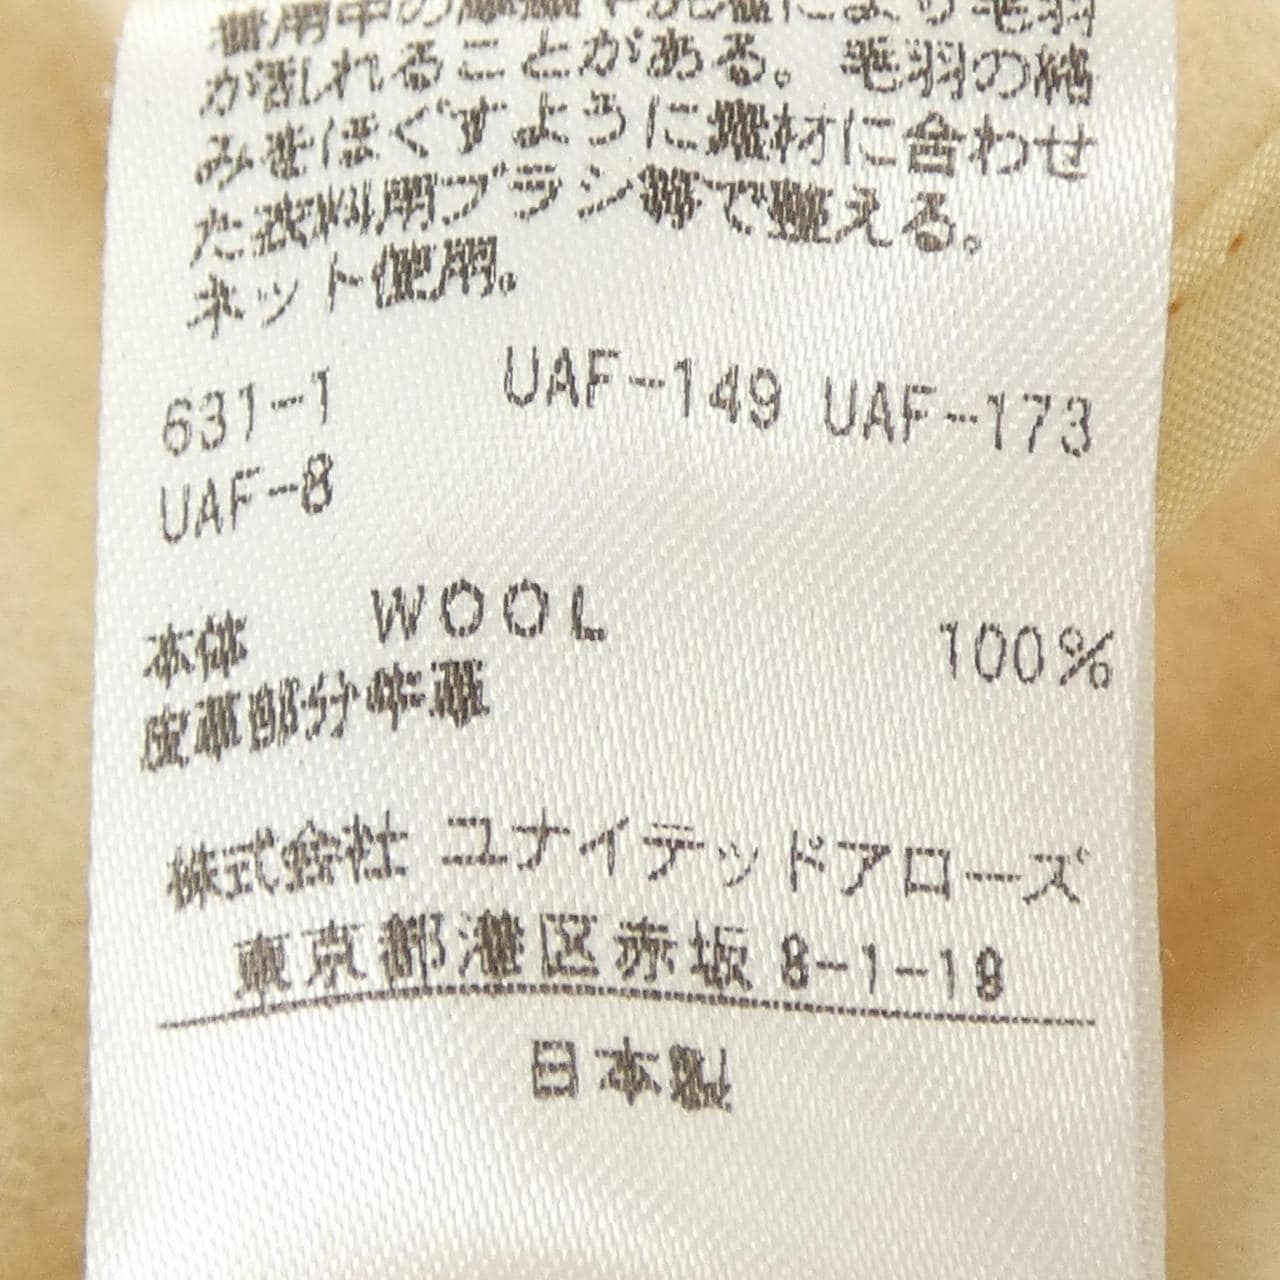 着用中の摩擦や洗濯により毛羽
が乱れることがある。毛羽の絡
みをほぐすように素材に合わせ
た衣料用ブラシ等で整える。
ネット使用。
631-1 UAF-149 UAF-173
UAF-8
本体 WOOL 100%
皮革部分牛革
株式会社 ユナイテッドアローズ
東京都港区赤坂 8-1-19
日本製